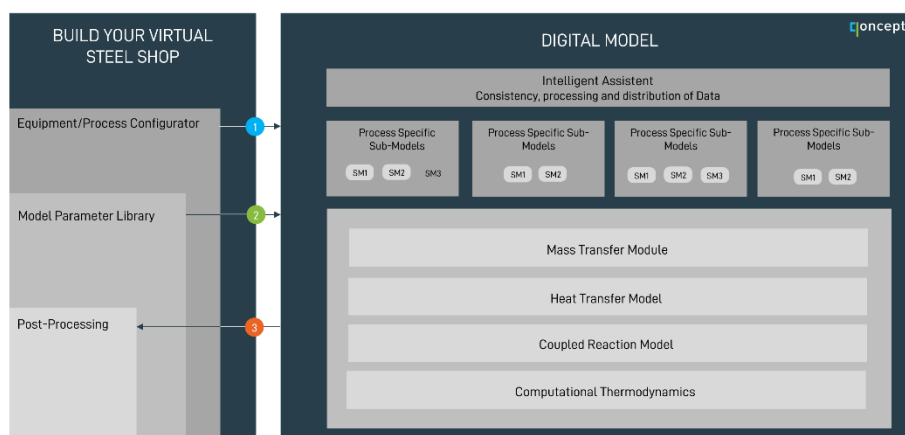 BUILD YOUR VIRTUAL
STEEL SHOP
Equipment/Process Configurator
1
Model Parameter Library
2
Post-Processing
3
qoncept
DIGITAL MODEL
Intelligent Assistent
Consistency, processing and distribution of Data
Process Specific
Sub-Models
SM1 SM2 SM3
Process Specific Sub-
Models
SM1 SM2
Process Specific Sub-
Models
SM1 SM2 SM3
Process Specific Sub-
Models
SM1 SM2
Mass Transfer Module
Heat Transfer Model
Coupled Reaction Model
Computational Thermodynamics